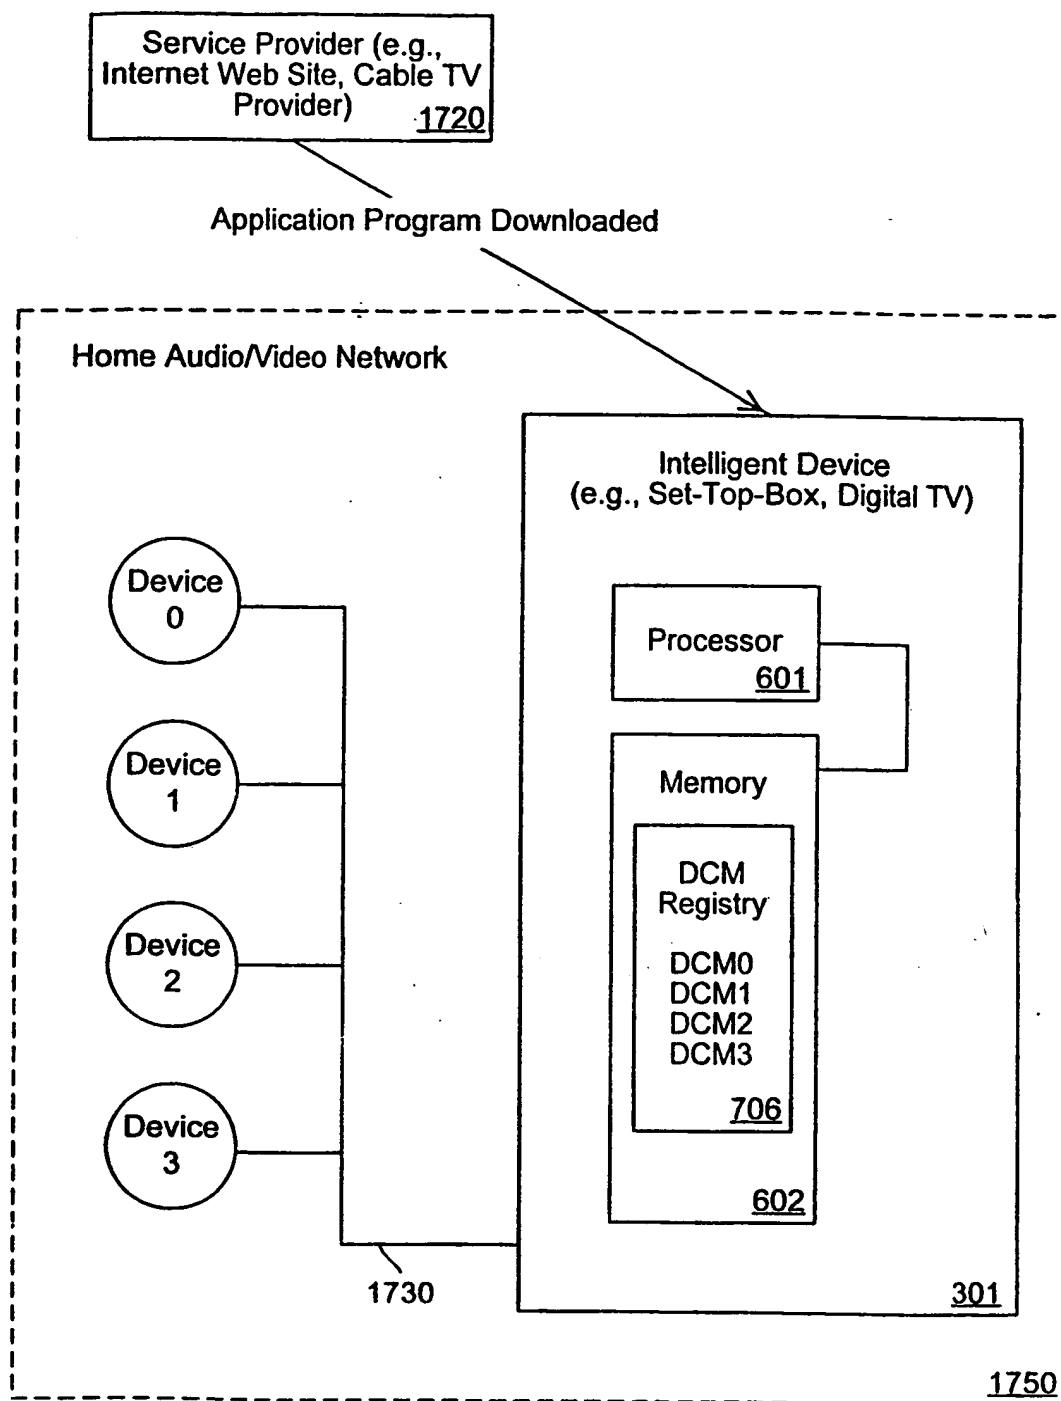 Service Provider (e.g.,
Internet Web Site, Cable TV
Provider)
1720
Application Program Downloaded
Home Audio/Video Network
Intelligent Device
(e.g., Set-Top-Box, Digital TV)
Device
0
Processor
601
Device
1
Memory
DCM
Registry
Device
2
DCM0
DCM1
DCM2
DCM3
706
Device
3
602
1730
301
1750